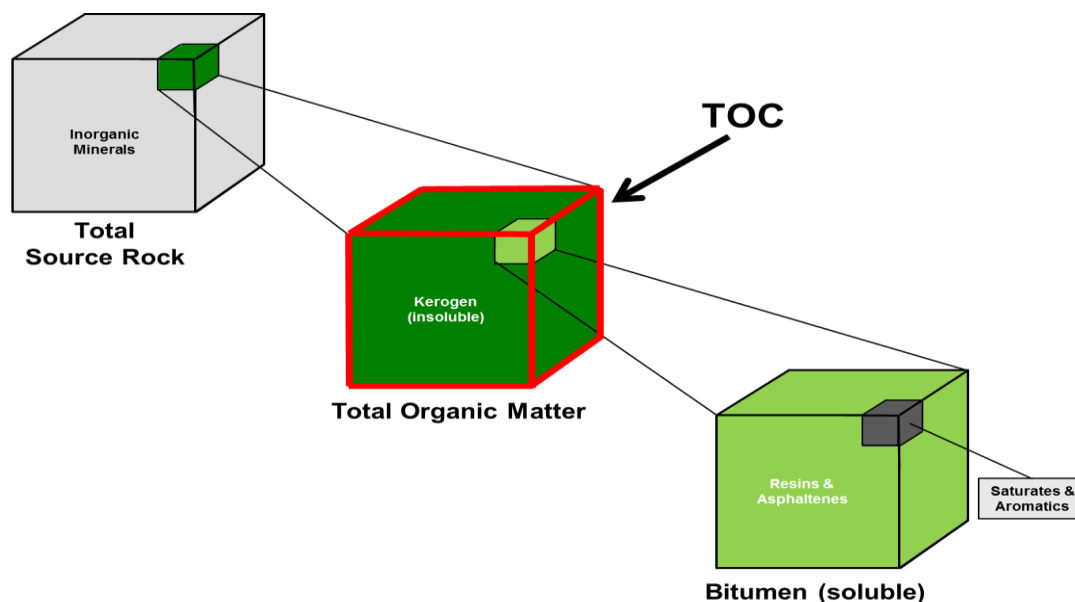 Inorganic
Minerals
Total
Source Rock
TOC
Kerogen
(insoluble)
Total Organic Matter
Resins &
Asphaltenes
Saturates &
Aromatics
Bitumen (soluble)